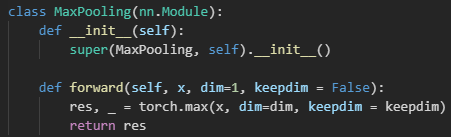 class MaxPooling(nn.Module):
    def __init__(self):
        super(MaxPooling, self).__init__()

    def forward(self, x, dim=1, keepdim = False):
        res, _ = torch.max(x, dim=dim, keepdim = keepdim)
        return res